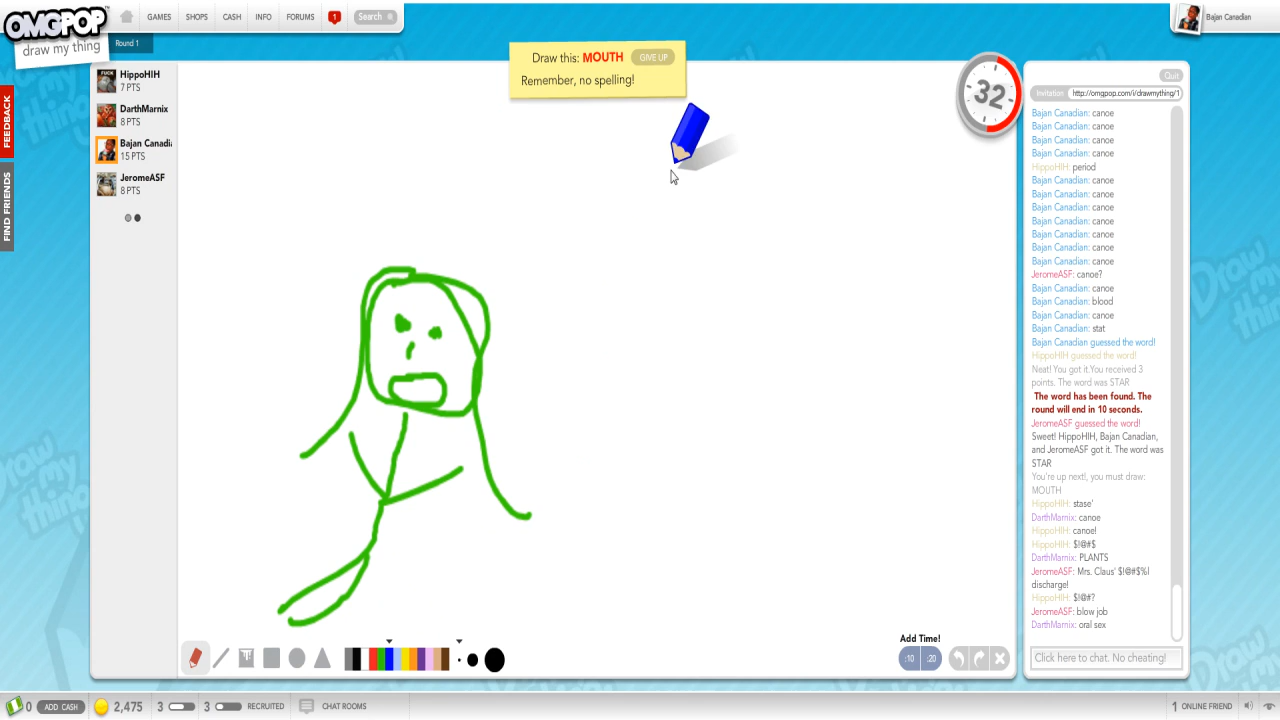 OMGPOP
GAMES SHOPS CASH INFO FORUMS 1 Search
Bajan Canadian
draw my thing
Round 1
Draw this: MOUTH GIVE UP
Remember, no spelling!
32
FEEDBACK
FIND FRIENDS
HippoHIH
7 PTS
DarthMarnix
8 PTS
Bajan Canadi
15 PTS
JeromeASF
8 PTS
Quit
Invitation http://omgpop.com/i/drawmything/1
Bajan Canadian: canoe
Bajan Canadian: canoe
Bajan Canadian: canoe
Bajan Canadian: canoe
HippoHIH: period
Bajan Canadian: canoe
Bajan Canadian: canoe
Bajan Canadian: canoe
Bajan Canadian: canoe
Bajan Canadian: canoe
Bajan Canadian: canoe
Bajan Canadian: canoe
JeromeASF: canoe?
Bajan Canadian: canoe
Bajan Canadian: blood
Bajan Canadian: canoe
Bajan Canadian: stat
Bajan Canadian guessed the word!
HippoHIH guessed the word!
Neat! You got it.You received 3
points. The word was STAR
The word has been found. The
round will end in 10 seconds.
JeromeASF guessed the word!
Sweet! HippoHIH, Bajan Canadian,
and JeromeASF got it. The word was
STAR
You're up next!, you must draw:
MOUTH
HippoHIH: stase'
DarthMarnix: canoe
HippoHIH: canoe!
HippoHIH: $!@#$
DarthMarnix: PLANTS
JeromeASF: Mrs. Claus' $!@#$%!
discharge!
HippoHIH: $!@#?
JeromeASF: blow job
DarthMarnix: oral sex
Click here to chat. No cheating!
Add Time!
:10 :20
0 ADD CASH 2,475 3 3 RECRUITED CHAT ROOMS
1 ONLINE FRIEND